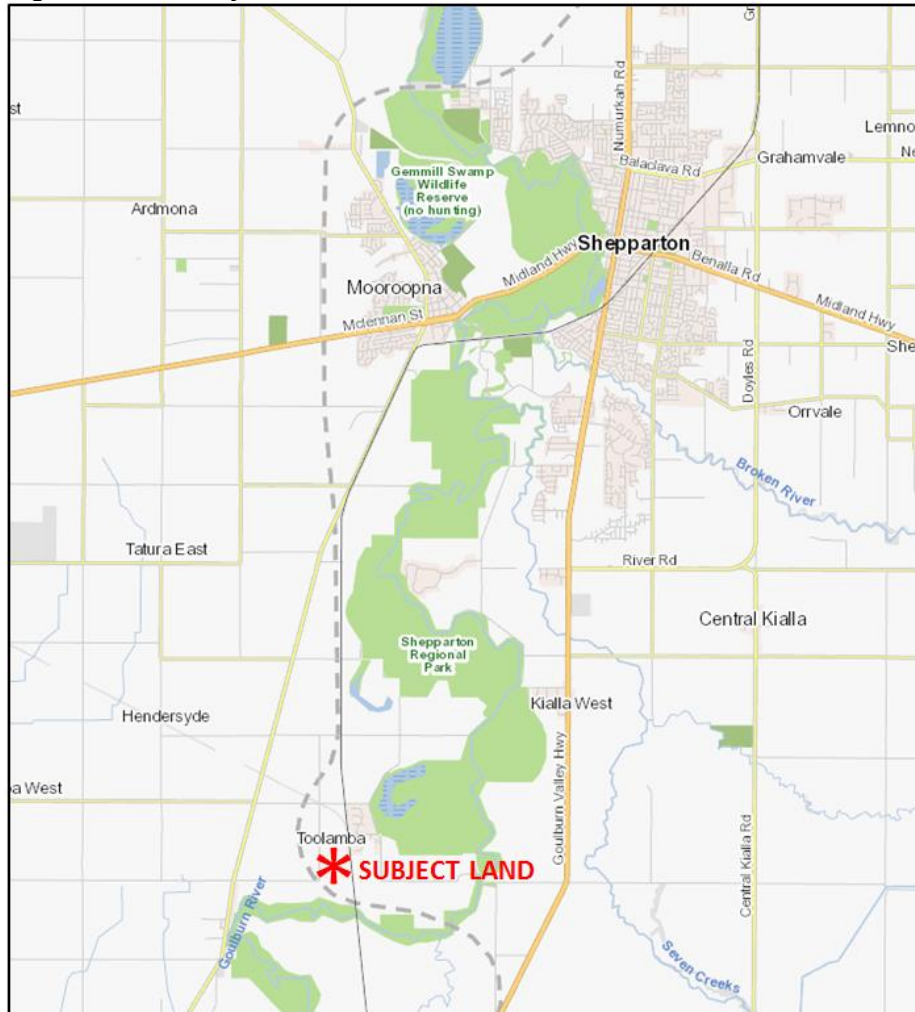 Gr
st
Numurkah Rd
Lemno
Ne
Balaclava Rd
Grahamvale
Gemmill Swamp
Wildlife
Reserve
(no hunting)
Ardmona
Shepparton
Midland Hwy
Benalla Rd
Mooroopna
Mclennan St
Midland Hwy
She
Doyles Rd
Orrvale
Broken River
Tatura East
River Rd
Central Kialla
Shepparton
Regional
Park
Kialla West
Hendersyde
Goulburn Valley Hwy
a West
Toolamba
* SUBJECT LAND
Central Kialla Rd
Goulburn River
Seven Creeks